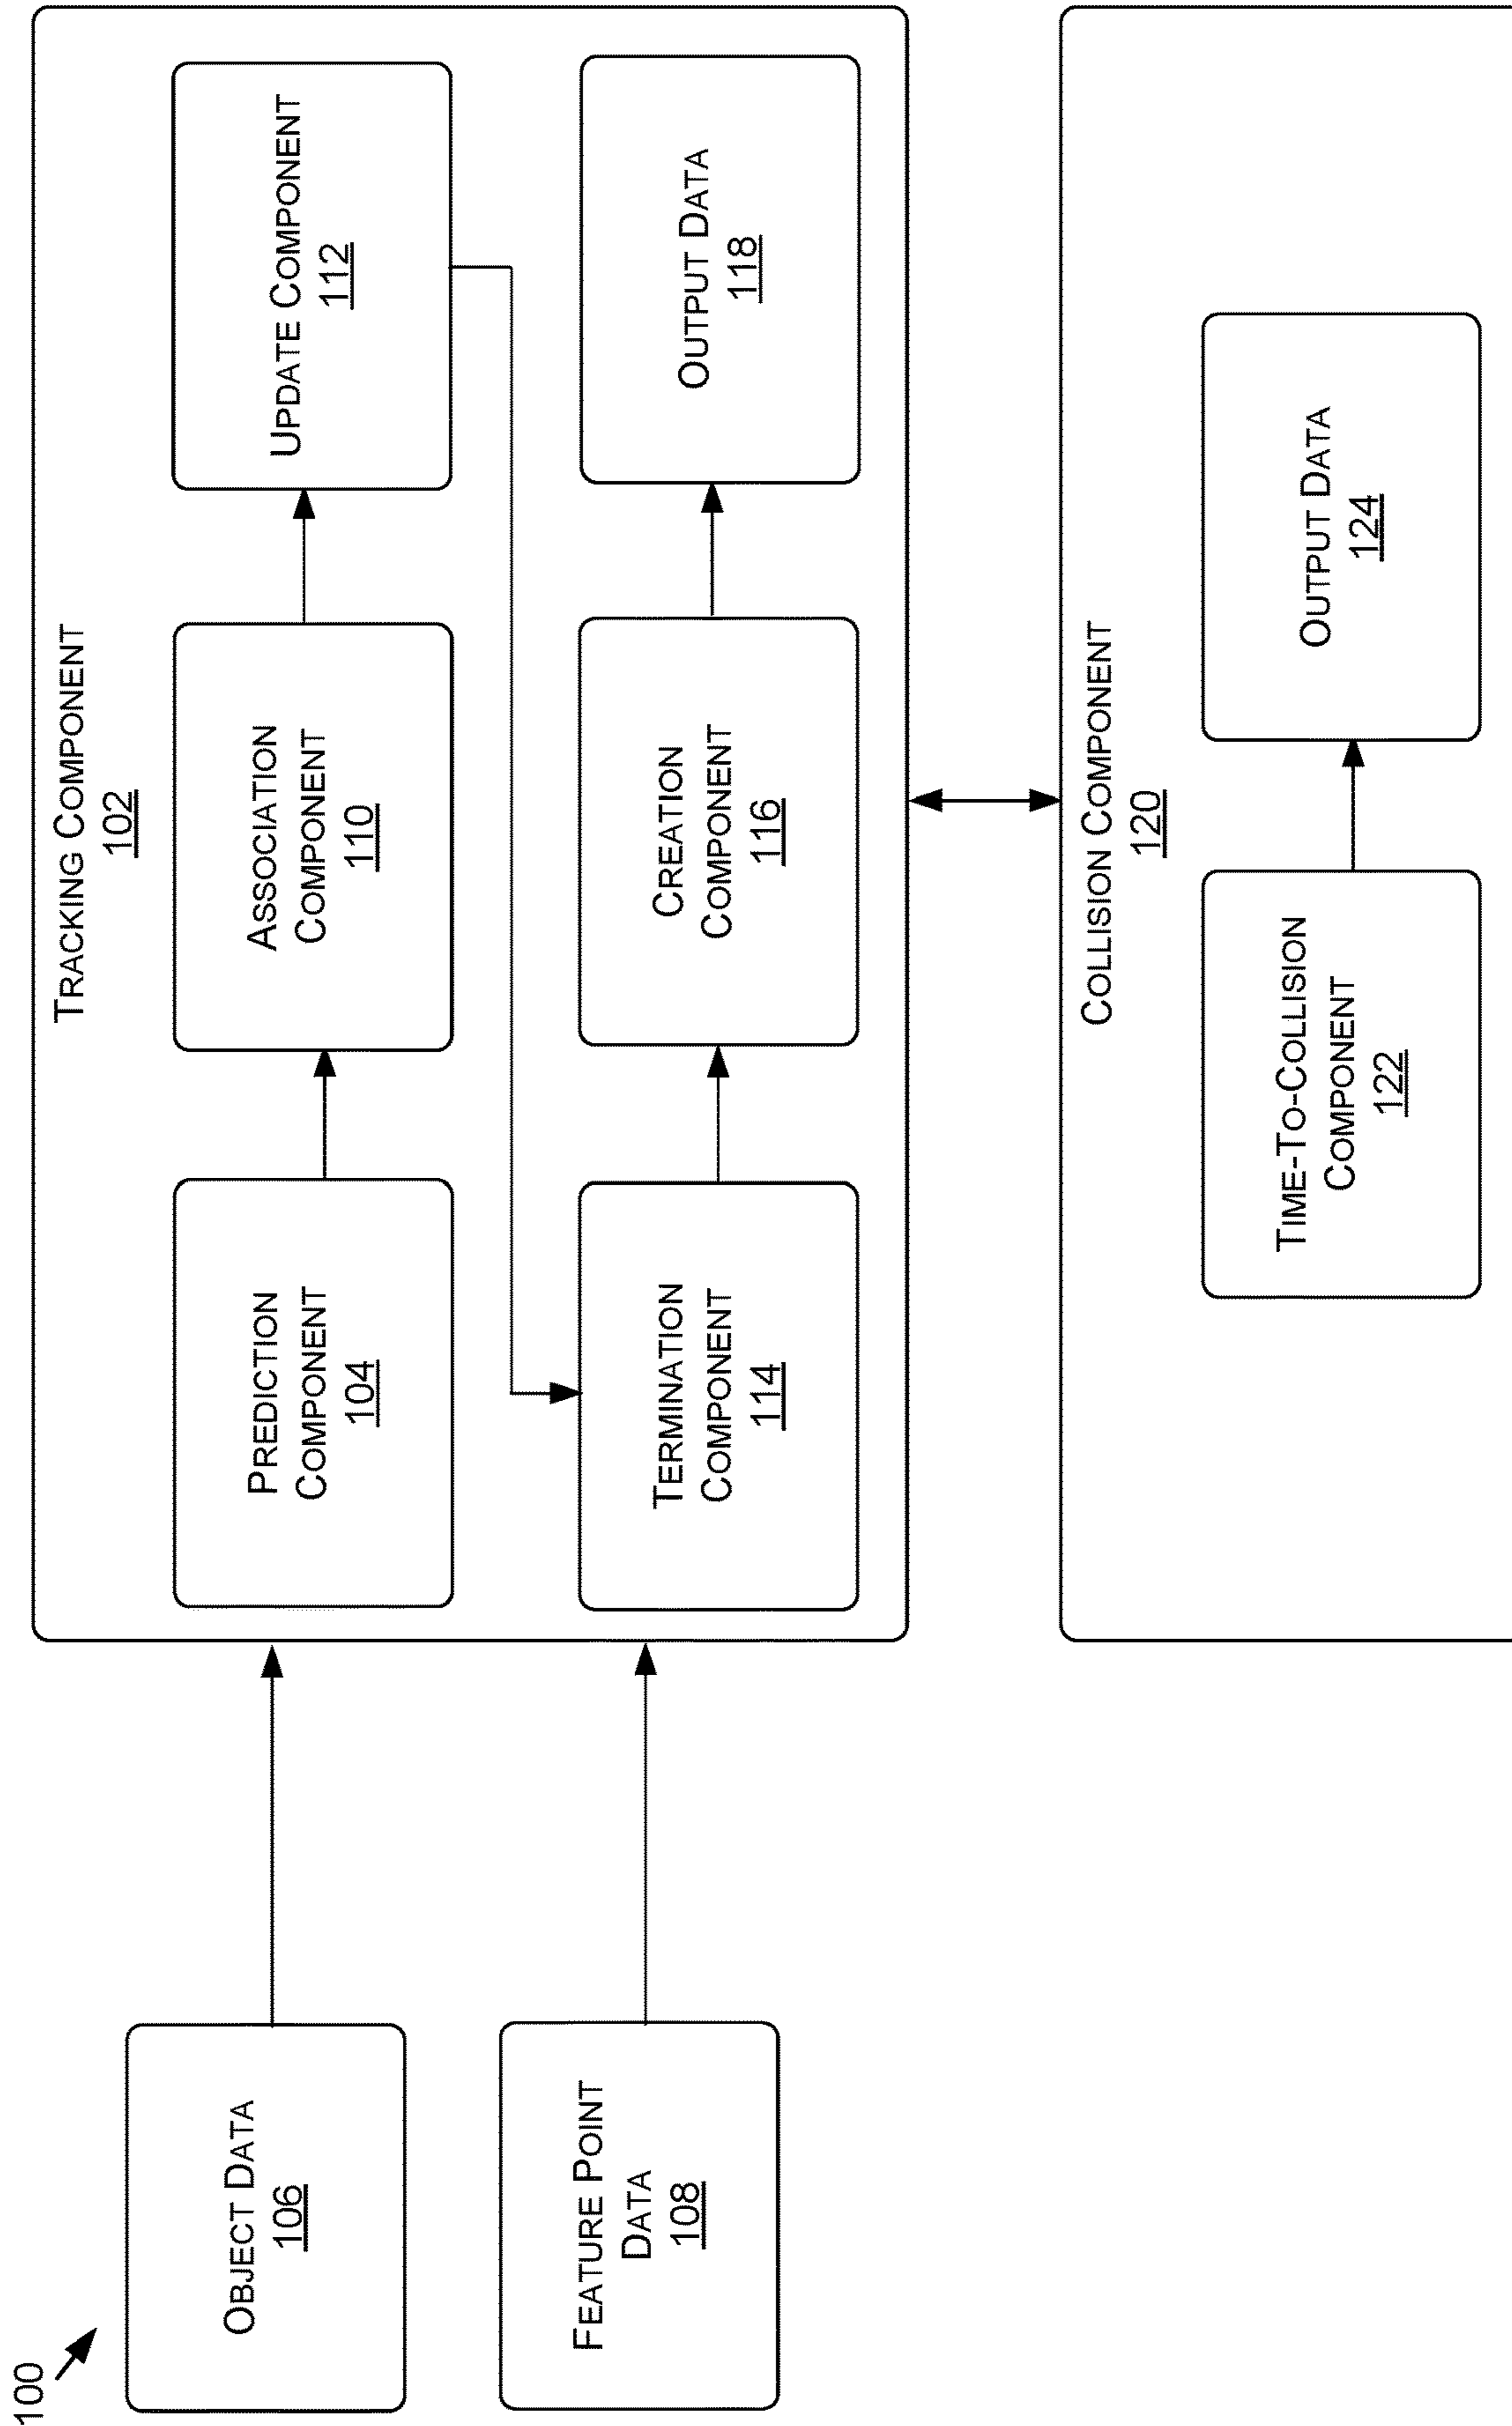 100
OBJECT DATA
106
FEATURE POINT
DATA
108
TRACKING COMPONENT
102
PREDICTION
COMPONENT
104
ASSOCIATION
COMPONENT
110
UPDATE COMPONENT
112
TERMINATION
COMPONENT
114
CREATION
COMPONENT
116
OUTPUT DATA
118
COLLISION COMPONENT
120
TIME-TO-COLLISION
COMPONENT
122
OUTPUT DATA
124